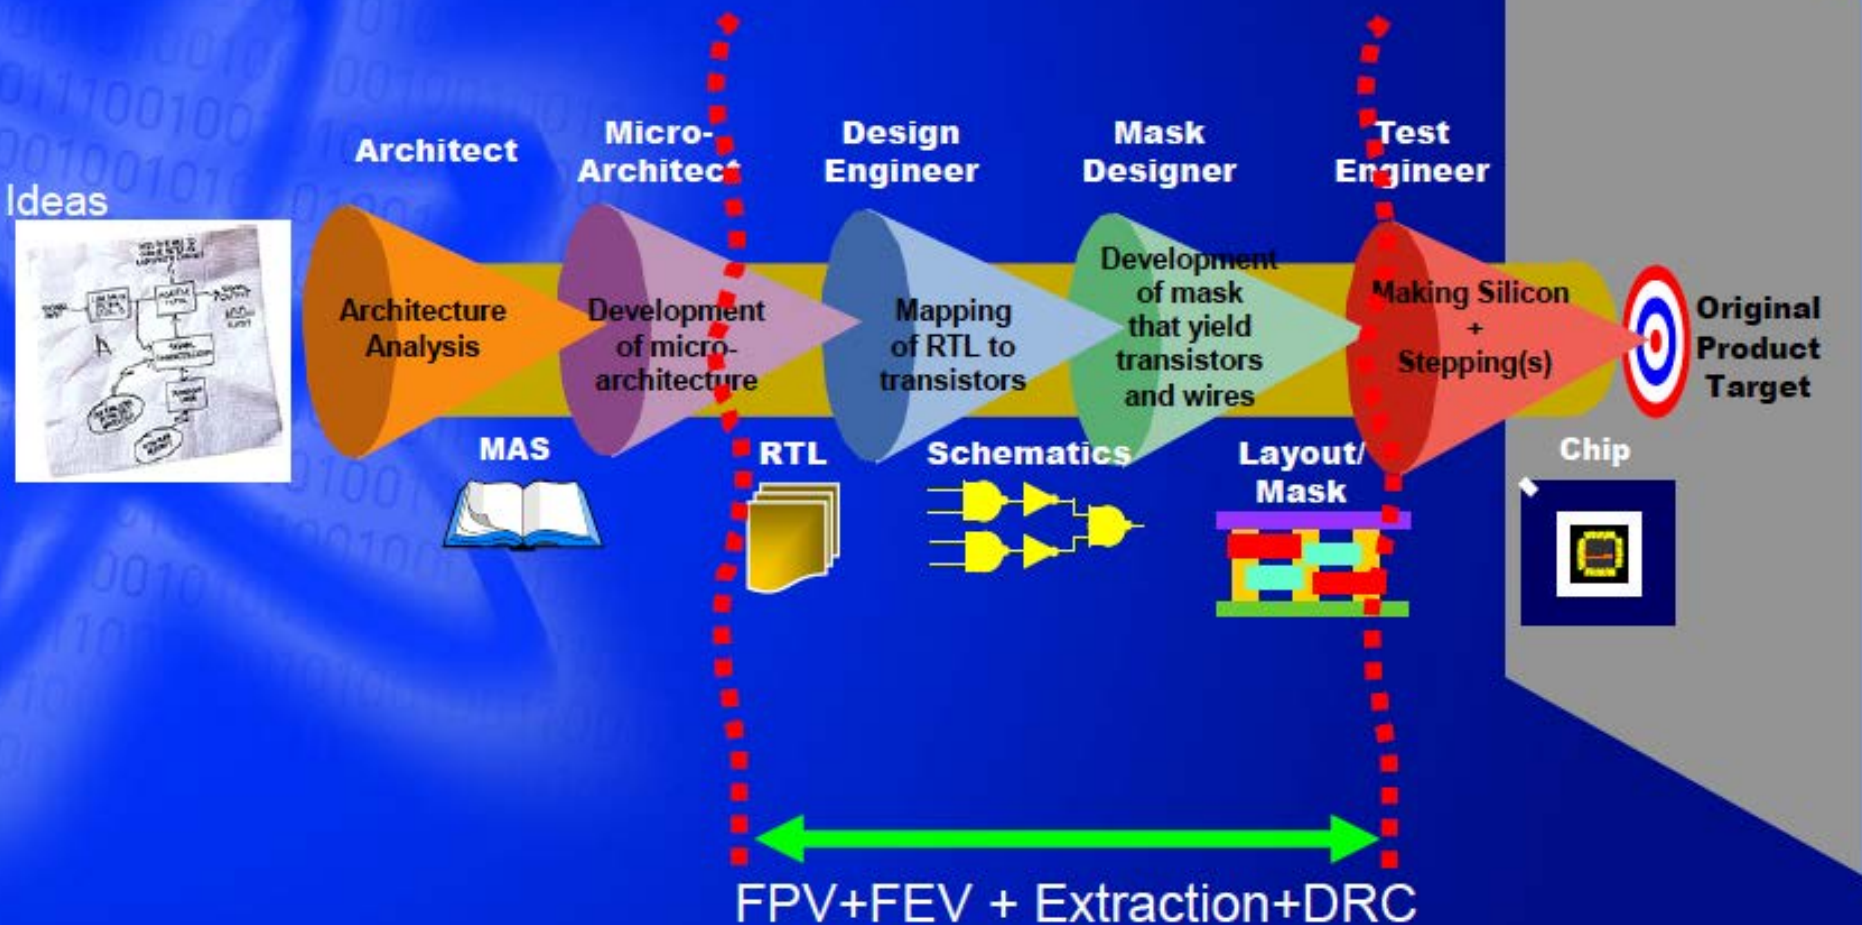 Ideas
Architect
Micro-
Architect
Design
Engineer
Mask
Designer
Test
Engineer
Architecture
Analysis
Development
of micro-
architecture
Mapping
of RTL to
transistors
Development
of mask
that yield
transistors
and wires
Making Silicon
+
Stepping(s)
Original
Product
Target
MAS
RTL
Schematics
Layout/
Mask
Chip
FPV+FEV + Extraction+DRC